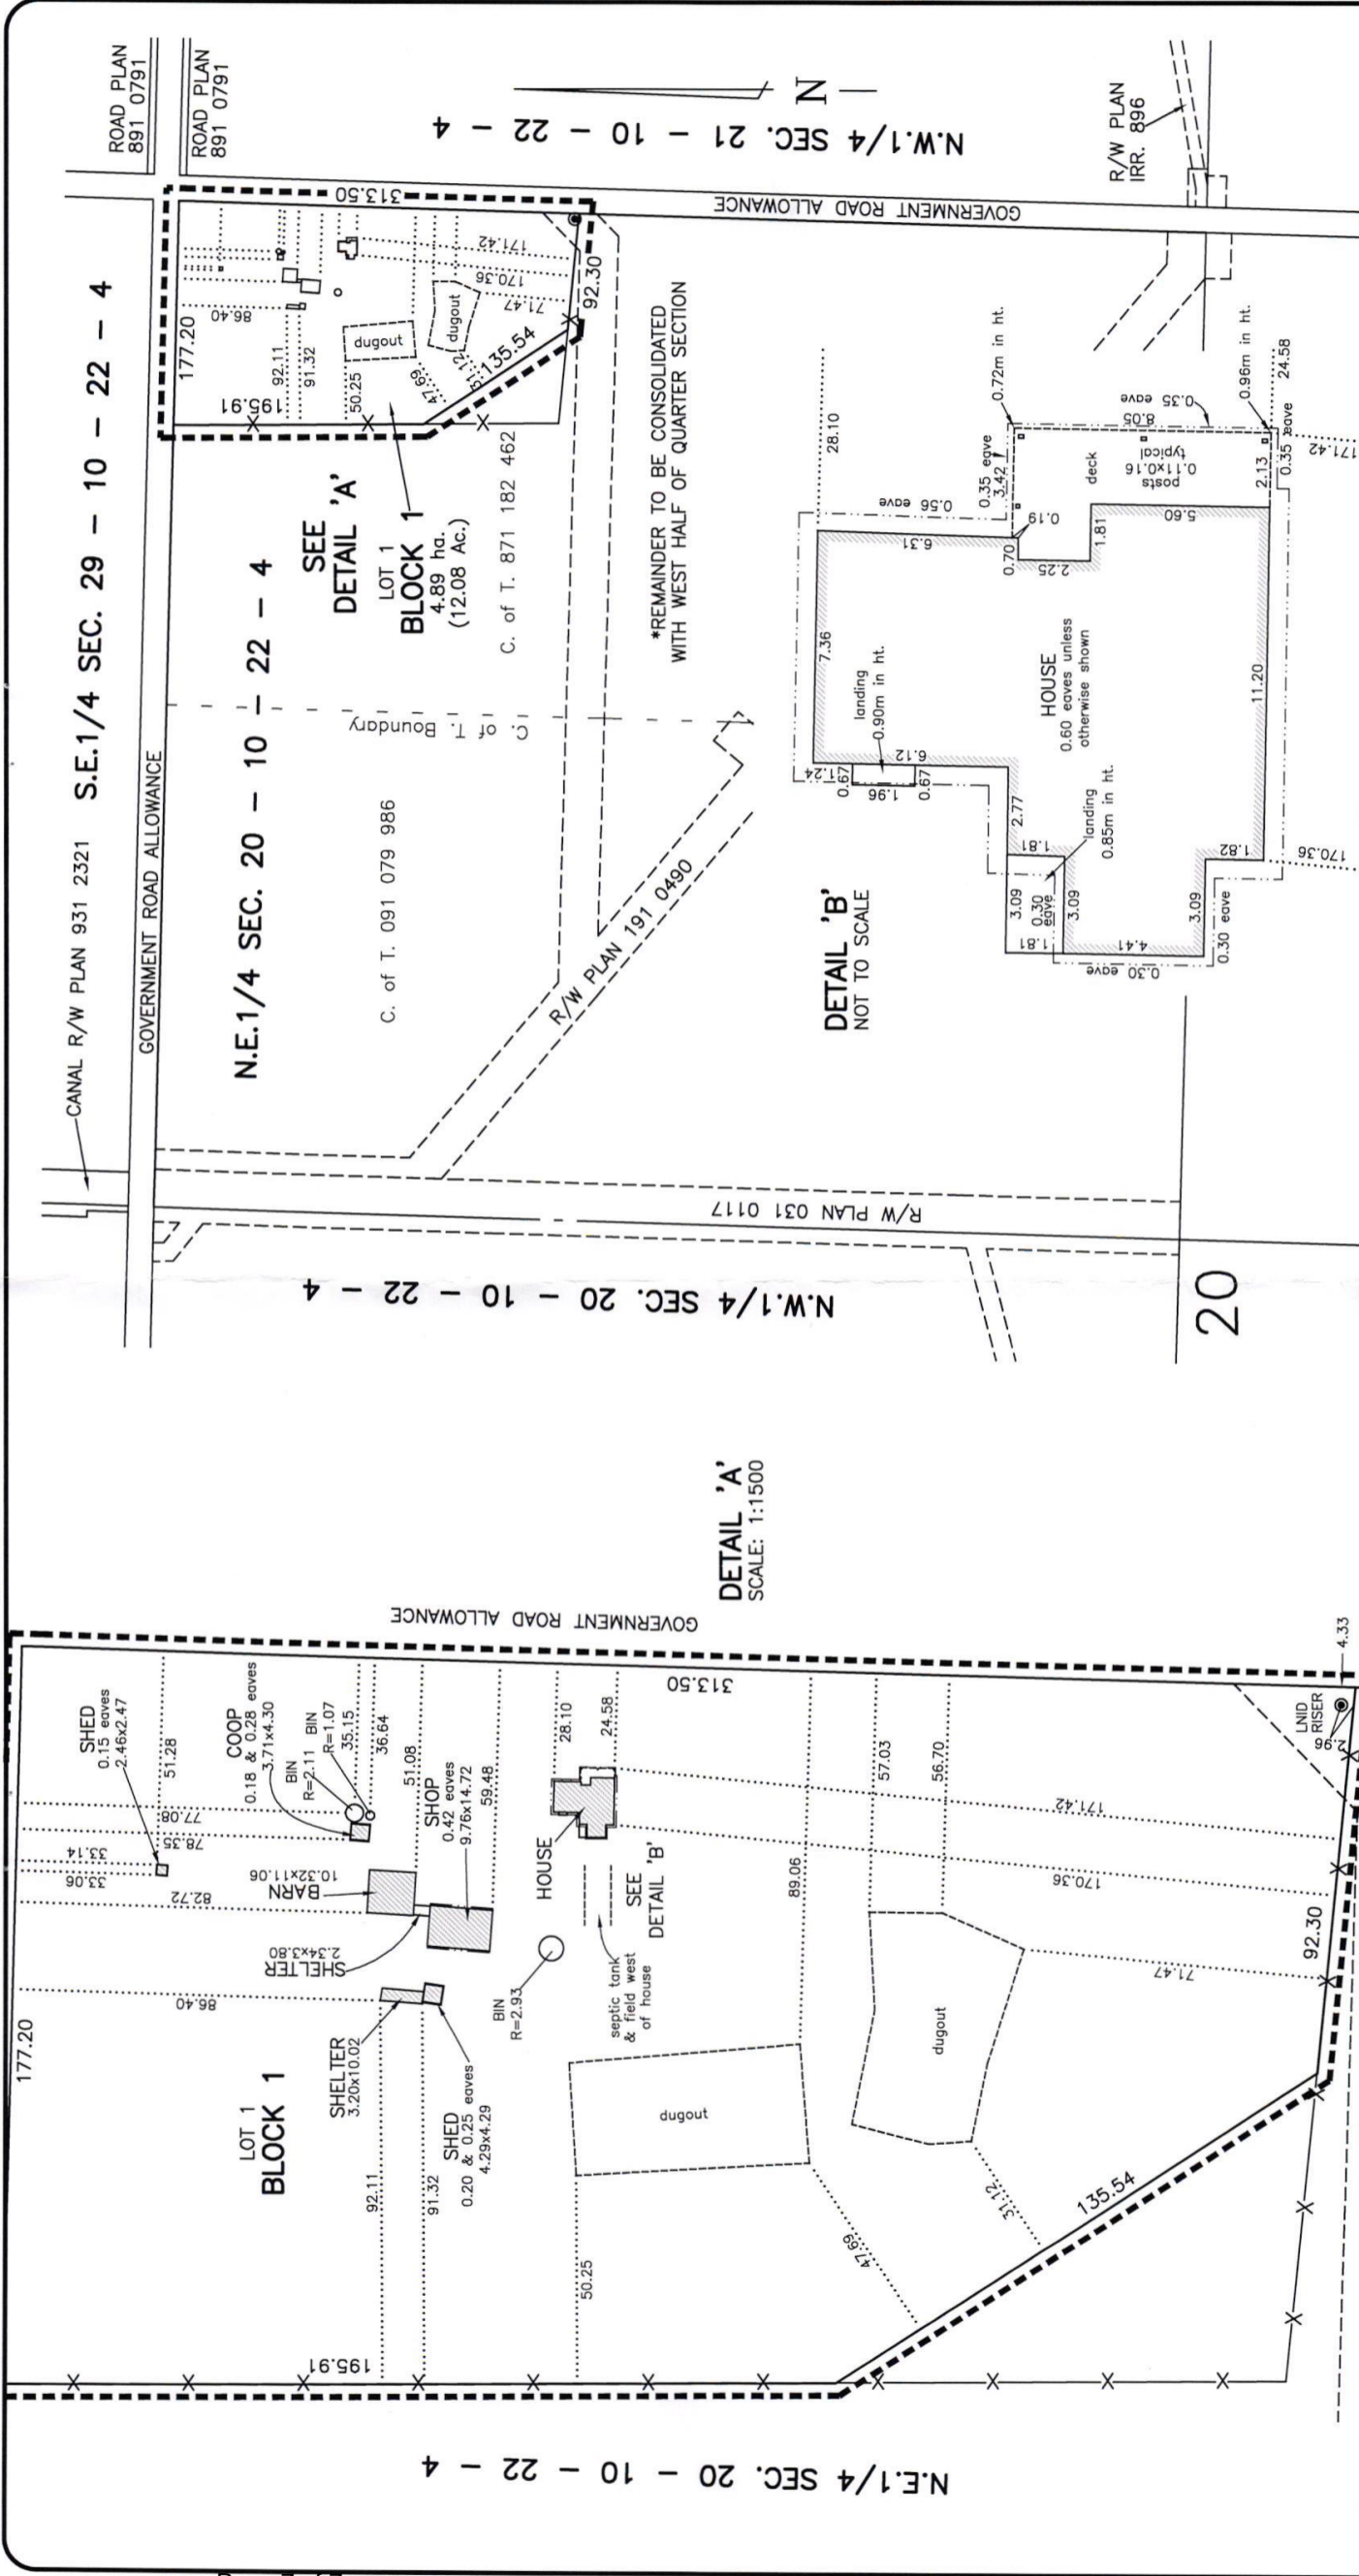 ROAD PLAN
891 0791
ROAD PLAN
891 0791
CANAL R/W PLAN 931 2321
S.E.1/4 SEC. 29 – 10 – 22 – 4
GOVERNMENT ROAD ALLOWANCE
N
N.W.1/4 SEC. 21 – 10 – 22 – 4
N.E.1/4 SEC. 20 – 10 – 22 – 4
177.20
313.50
195.91
86.40
92.11
91.32
50.25
dugout
dugout
47.69
31.12
135.54
71.47
170.36
171.42
92.30
SEE
DETAIL 'A'
LOT 1
BLOCK 1
4.89 ha.
(12.08 Ac.)
C. of T. 871 182 462
C. of T. Boundary
C. of T. 091 079 986
*REMAINDER TO BE CONSOLIDATED
WITH WEST HALF OF QUARTER SECTION
GOVERNMENT ROAD ALLOWANCE
R/W PLAN
IRR. 896
R/W PLAN 191 0490
R/W PLAN 031 0117
N.W.1/4 SEC. 20 – 10 – 22 – 4
20
DETAIL 'B'
NOT TO SCALE
28.10
7.36
6.31
0.56 eave
0.35 eave
3.42
0.72m in ht.
0.70
0.19
2.25
1.81
deck
posts
0.11x0.16
typical
8.05
0.35 eave
0.96m in ht.
24.58
2.13
0.35 eave
5.60
171.42
landing
0.90m in ht.
1.24
0.67
1.96
0.67
6.12
HOUSE
0.60 eaves unless
otherwise shown
11.20
2.77
landing
0.85m in ht.
1.81
3.09
0.30
eave
3.09
1.81
4.41
0.30 eave
3.09
0.30 eave
1.82
170.36
DETAIL 'A'
SCALE: 1:1500
GOVERNMENT ROAD ALLOWANCE
177.20
313.50
SHED
0.15 eaves
2.46x2.47
51.28
COOP
0.18 & 0.28 eaves
3.71x4.30
BIN
R=2.11
BIN
R=1.07
35.15
36.64
51.08
77.08
78.35
33.14
33.06
82.72
BARN
10.32x11.06
SHOP
0.42 eaves
9.76x14.72
59.48
SHELTER
2.34x3.80
86.40
SHELTER
3.20x10.02
SHED
0.20 & 0.25 eaves
4.29x4.29
LOT 1
BLOCK 1
92.11
91.32
195.91
28.10
24.58
HOUSE
SEE
DETAIL 'B'
BIN
R=2.93
septic tank
& field west
of house
dugout
50.25
47.69
89.06
57.03
56.70
dugout
31.12
135.54
71.47
170.36
171.42
92.30
LNID
RISER
2.96
4.33
N.E.1/4 SEC. 20 – 10 – 22 – 4